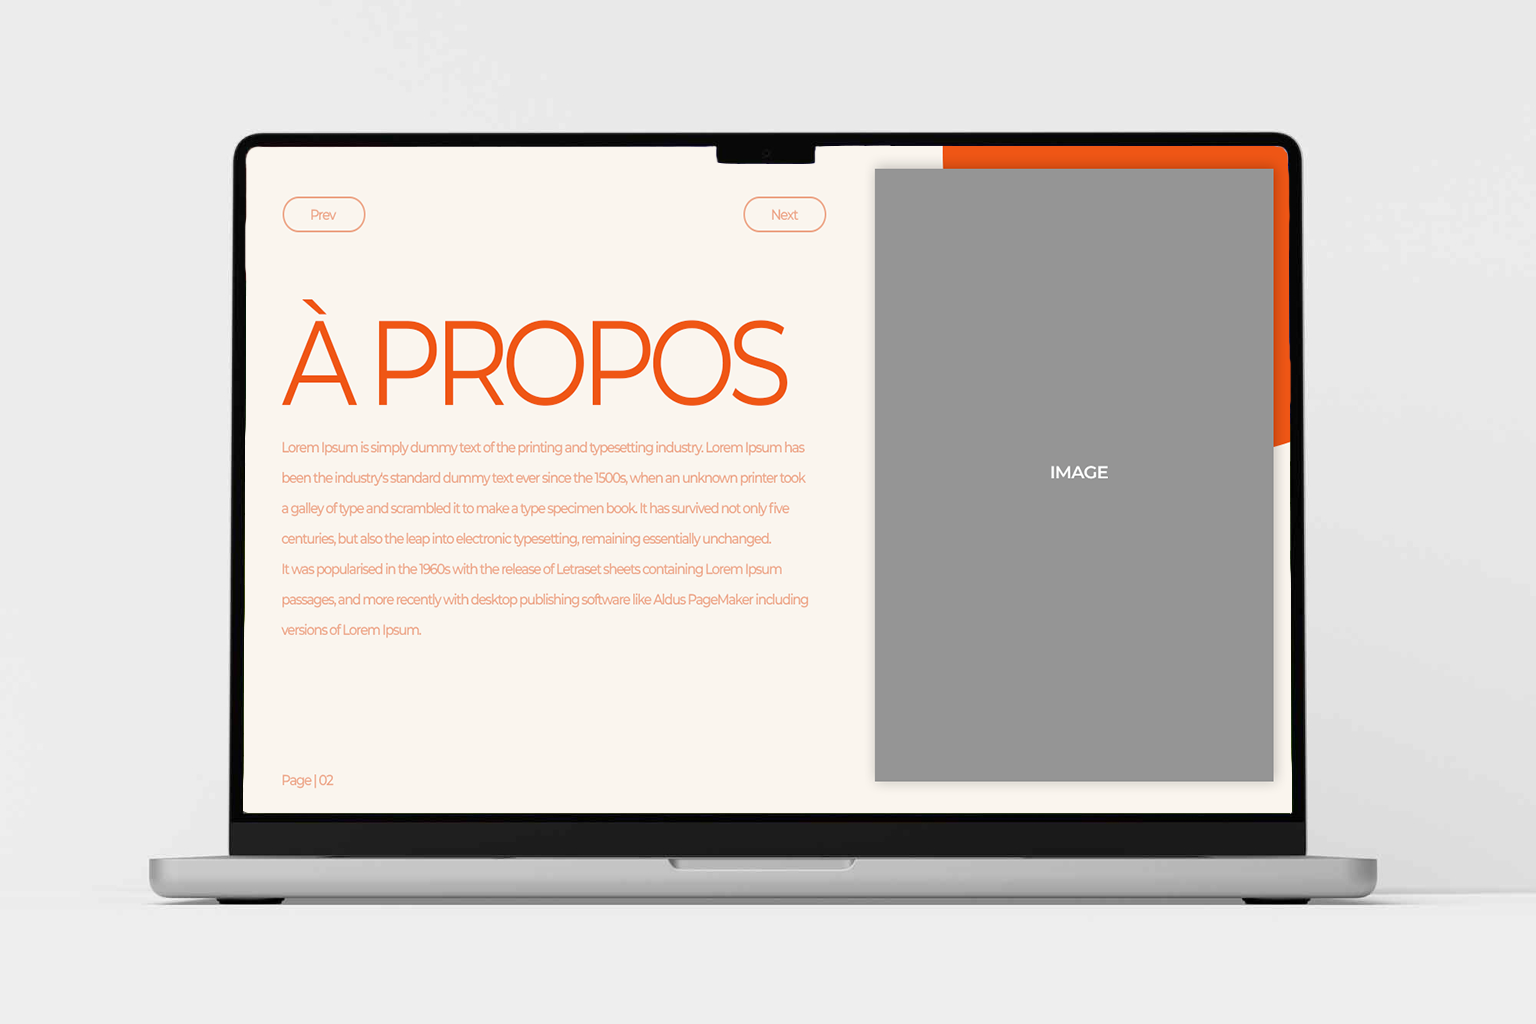 Prev
Next
À PROPOS
Lorem Ipsum is simply dummy text of the printing and typesetting industry. Lorem Ipsum has
been the industry's standard dummy text ever since the 1500s, when an unknown printer took
a galley of type and scrambled it to make a type specimen book. It has survived not only five
centuries, but also the leap into electronic typesetting, remaining essentially unchanged.
It was popularised in the 1960s with the release of Letraset sheets containing Lorem Ipsum
passages, and more recently with desktop publishing software like Aldus PageMaker including
versions of Lorem Ipsum.
Page | 02
IMAGE